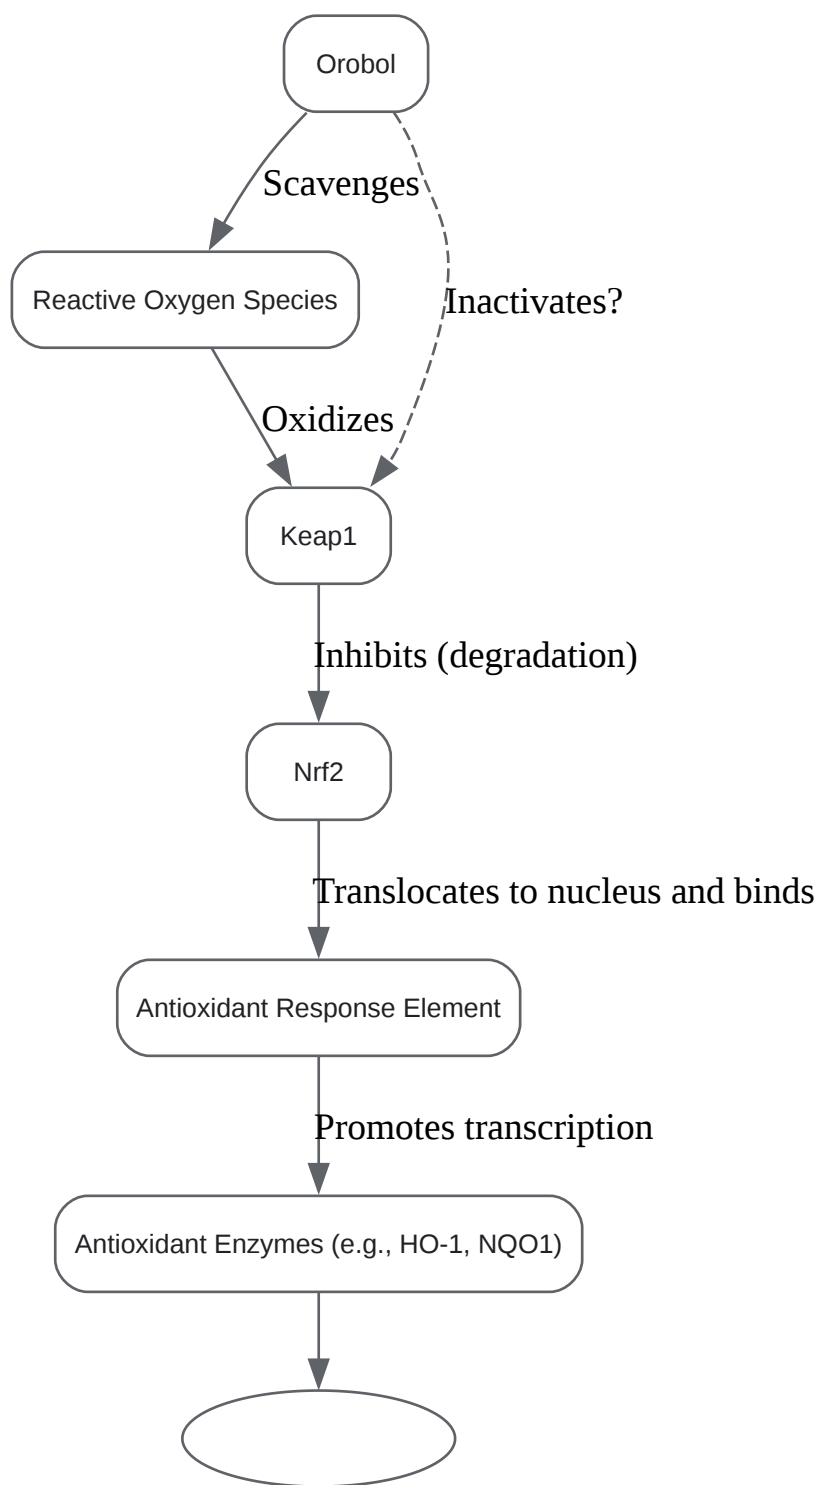 Orobol
Scavenges
Reactive Oxygen Species
Inactivates?
Oxidizes
Keap1
Inhibits (degradation)
Nrf2
Translocates to nucleus and binds
Antioxidant Response Element
Promotes transcription
Antioxidant Enzymes (e.g., HO-1, NQO1)